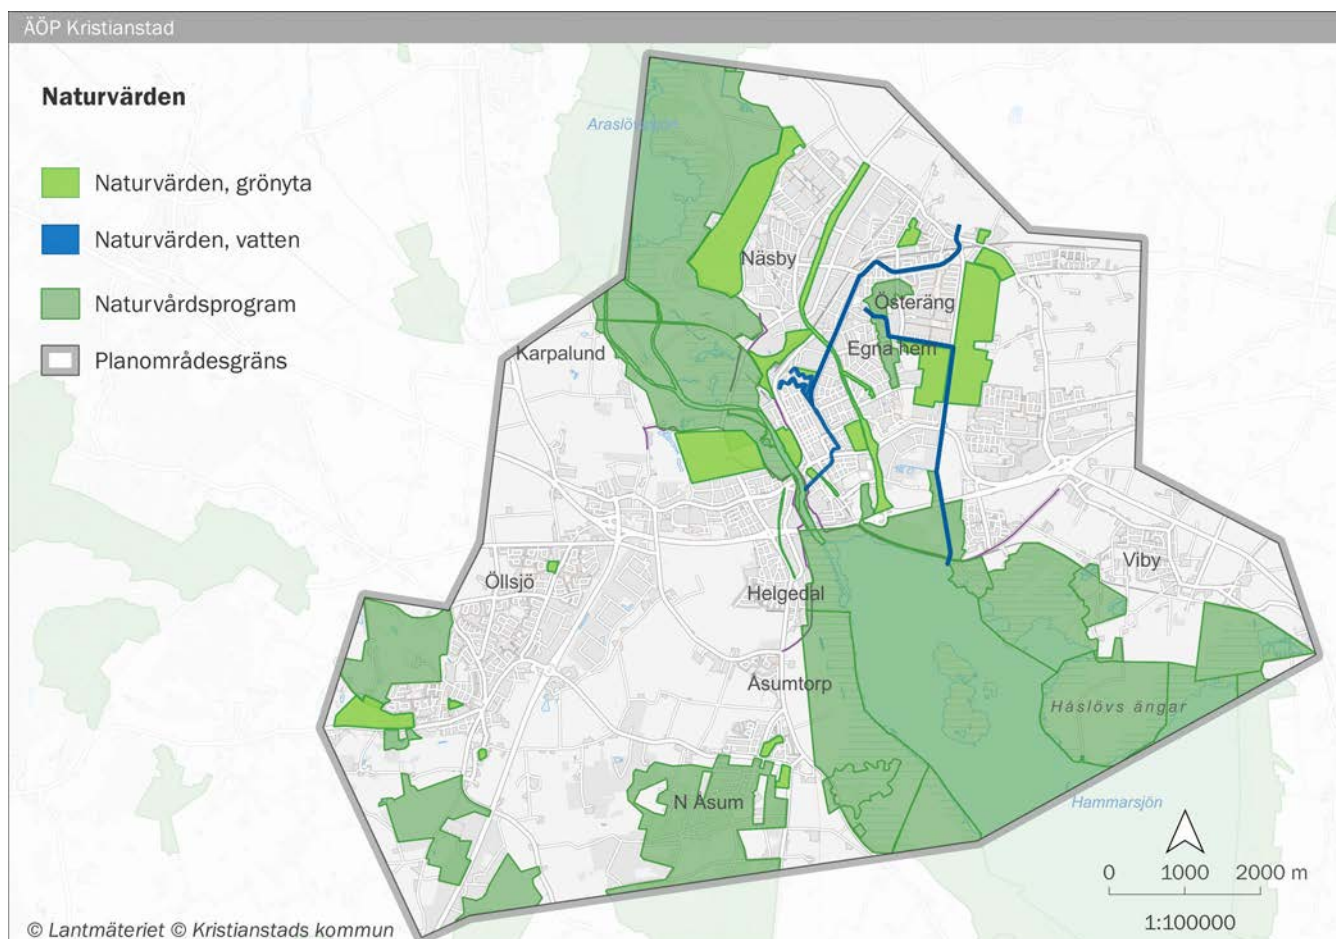 ÄÖP Kristianstad
Naturvärden
Naturvärden, grönyta
Naturvärden, vatten
Naturvårdsprogram
Planområdesgräns
Araslövssjön
Näsby
Österäng
Karpalund
Egna hem
Öllsjö
Viby
Helgedal
Åsumtorp
Håslövs ängar
N Åsum
Hammarsjön
0 1000 2000 m
1:100000
© Lantmäteriet © Kristianstads kommun